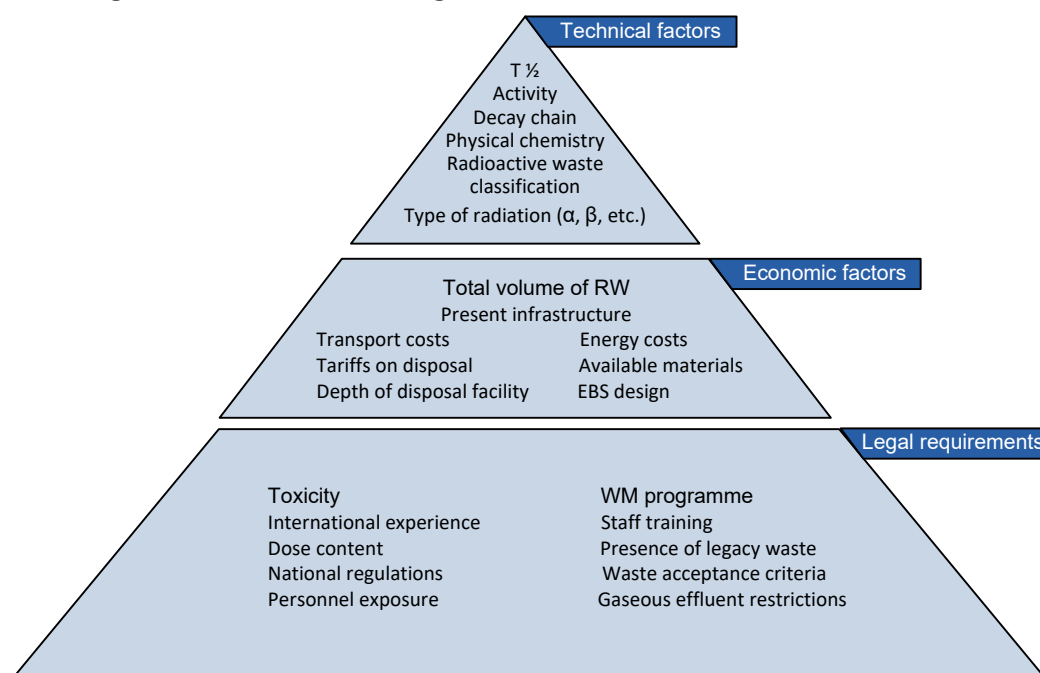 Technical factors
T ½
Activity
Decay chain
Physical chemistry
Radioactive waste
classification
Type of radiation (α, β, etc.)
Economic factors
Total volume of RW
Present infrastructure
Transport costs
Energy costs
Tariffs on disposal
Available materials
Depth of disposal facility
EBS design
Legal requirements
Toxicity
WM programme
International experience
Staff training
Dose content
Presence of legacy waste
National regulations
Waste acceptance criteria
Personnel exposure
Gaseous effluent restrictions